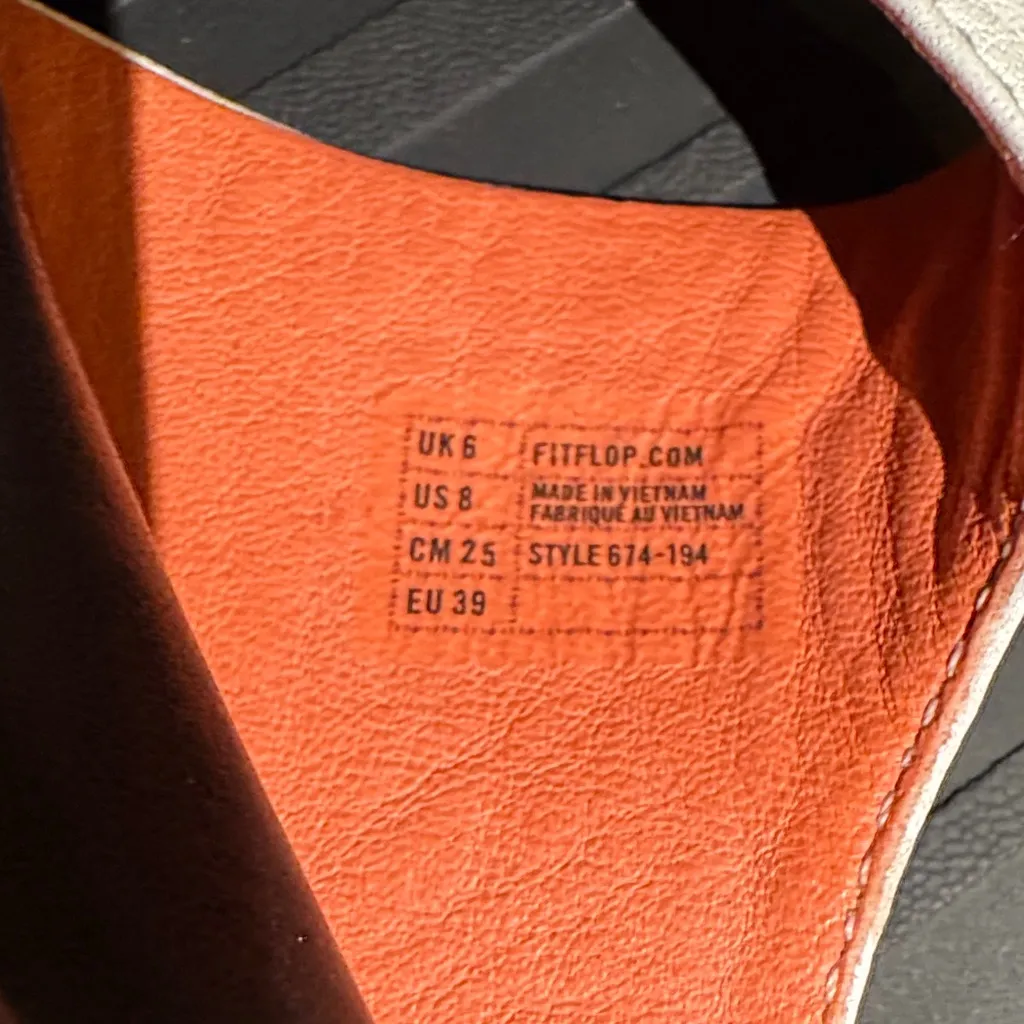 UK 6
US 8
CM 25
EU 39
FITFLOP.COM
MADE IN VIETNAM
FABRIQUÉ AU VIETNAM
STYLE 674-194